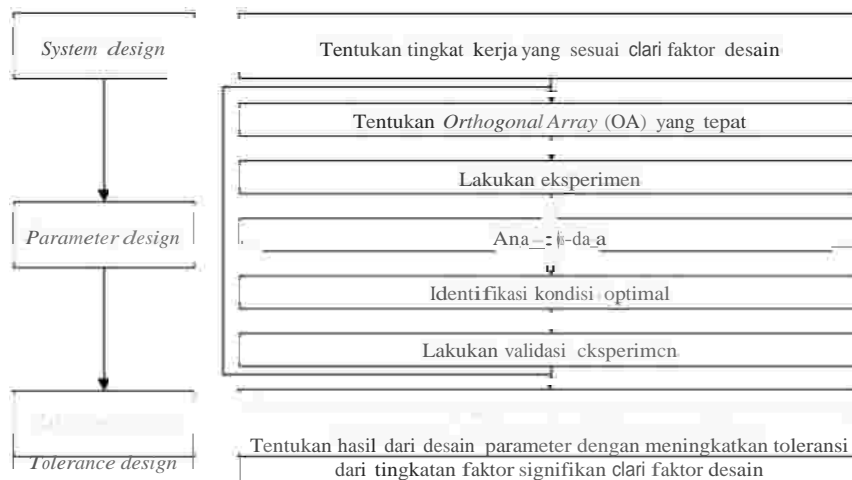 System design
Tentukan tingkat kerja yang sesuai clari faktor desain
Tentukan Orthogonal Array (OA) yang tepat
Lakukan eksperimen
Parameter design
Identifikasi kondisi optimal
Lakukan validasi cksperimcn
Tolerance design
Tentukan hasil dari desain parameter dengan meningkatkan toleransi
dari tingkatan faktor signifikan clari faktor desain